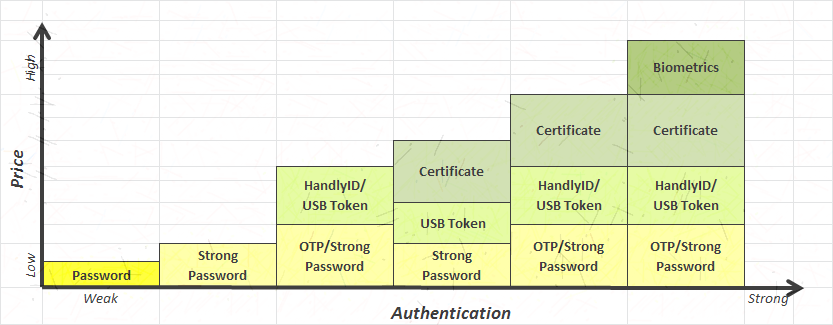 High
Price
Low
Biometrics
Certificate
Certificate
Certificate
HandlyID/
USB Token
HandlyID/
USB Token
HandlyID/
USB Token
USB Token
OTP/Strong
Password
Strong
Password
OTP/Strong
Password
OTP/Strong
Password
Strong
Password
Password
Weak
Strong
Authentication